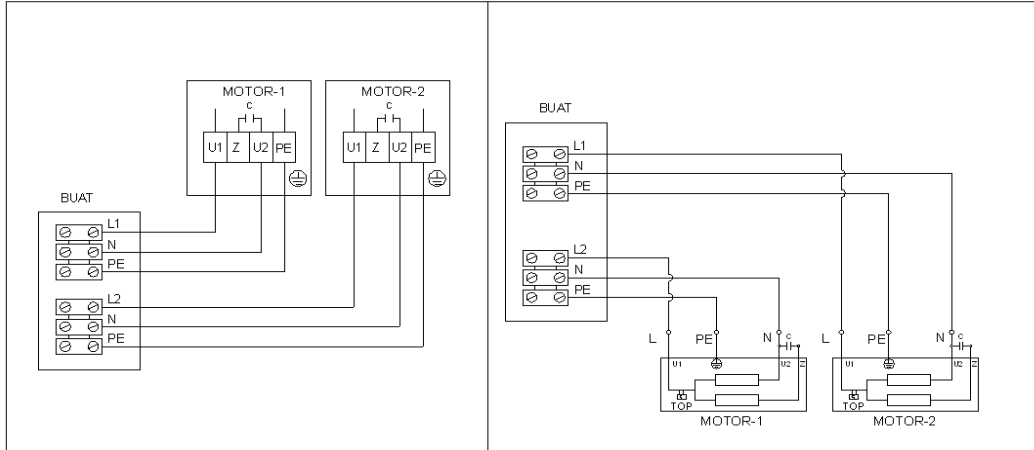 MOTOR-1
C
U1 Z U2 PE
MOTOR-2
C
U1 Z U2 PE
BUAT
L1
N
PE
L2
N
PE
BUAT
L1
N
PE
L2
N
PE
L PE N C
U1 U2 Z
TOP
MOTOR-1
L PE N C
U1 U2 Z
TOP
MOTOR-2